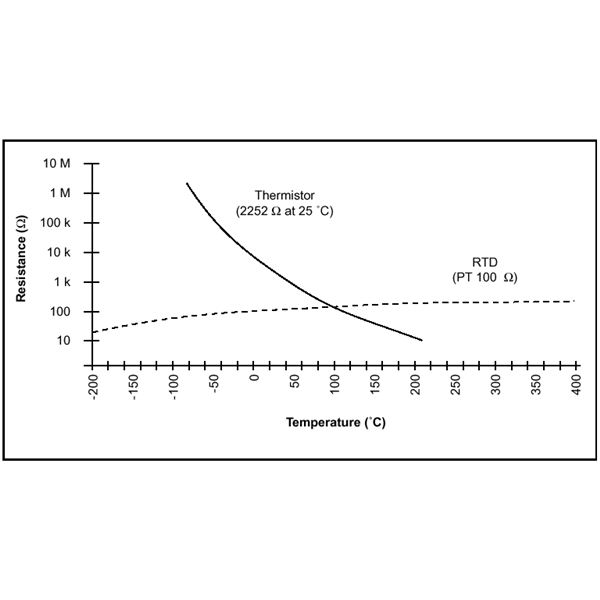 10 M
1 M
100 k
10 k
1 k
100
10
Resistance (Ω)
Thermistor
(2252 Ω at 25 ˚C)
RTD
(PT 100 Ω)
-200
-150
-100
-50
0
50
100
150
200
250
300
350
400
Temperature (˚C)